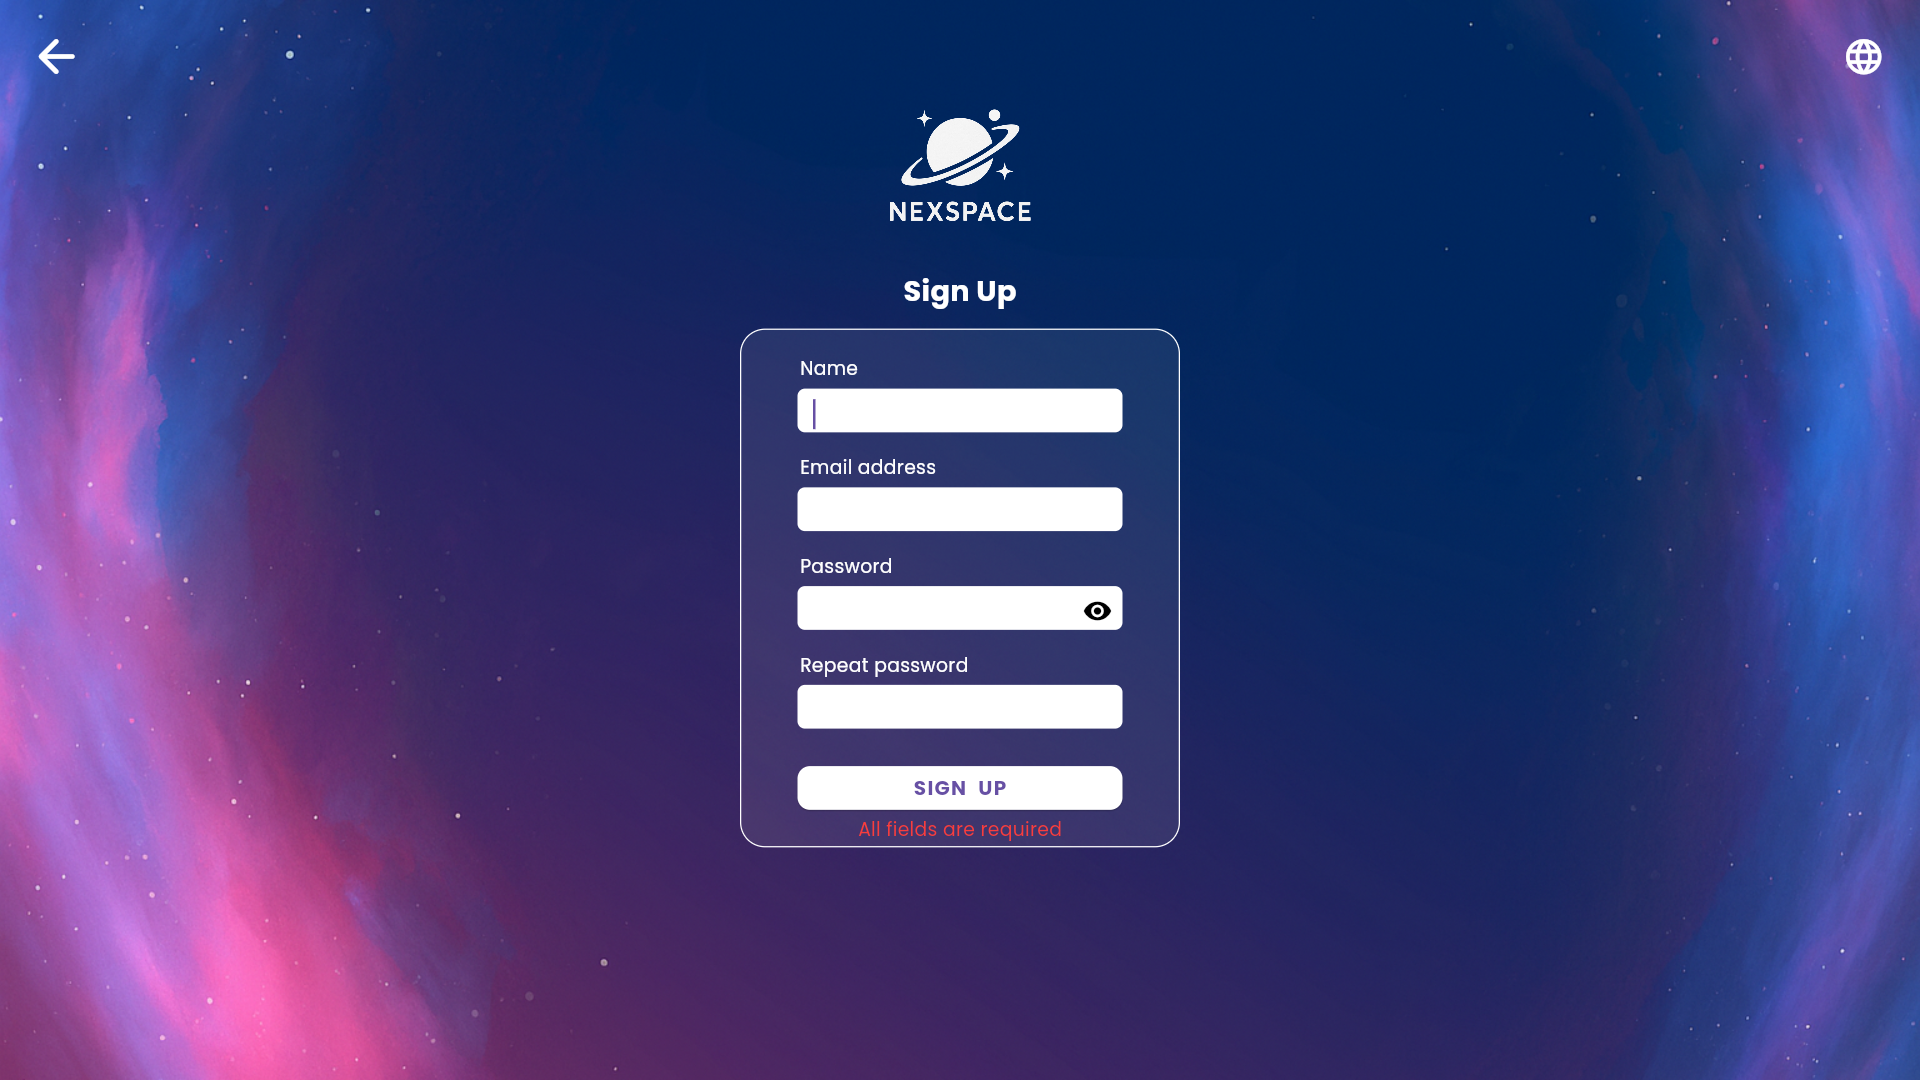 NEXSPACE
Sign Up
Name
Email address
Password
Repeat password
SIGN UP
All fields are required